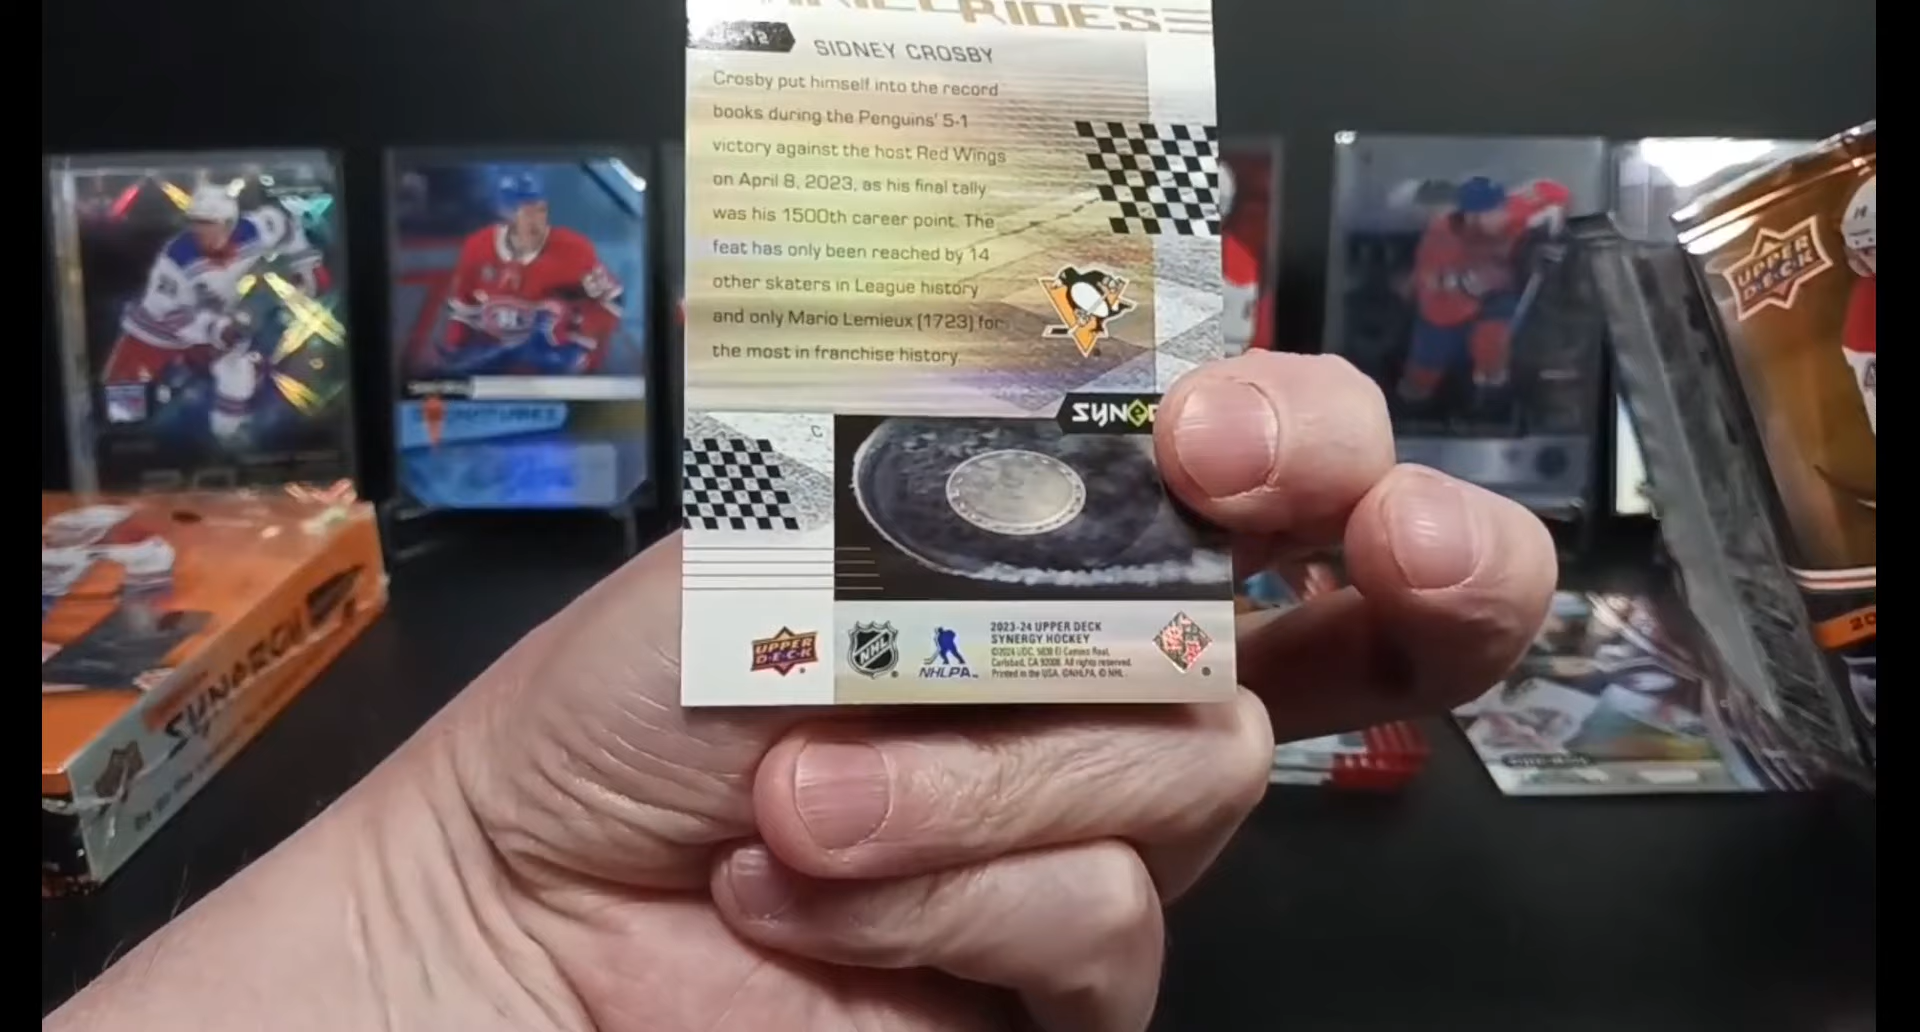 RIDES
SIDNEY CROSBY
Crosby put himself into the record
books during the Penguins' 5-1
victory against the host Red Wings
on April 8, 2023, as his final tally
was his 1500th career point. The
feat has only been reached by 14
other skaters in League history
and only Mario Lemieux (1723) for
the most in franchise history.
C
UPPER
D·E·C·K
NHL
NHLPA
2023-24 UPPER DECK
SYNERGY HOCKEY
©2024 UDC, 5830 El Camino Real,
Carlsbad, CA 92008. All rights reserved.
Printed in the USA. ©NHLPA, © NHL.
UPPER
D·E·C·K
SYNERGY